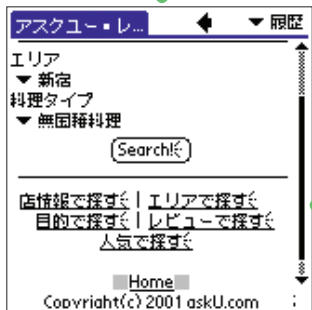 アスクユー・レ... ▼ 履歴
エリア
▼ 新宿
料理タイプ
▼ 無国籍料理
Search!
店情報で探す | エリアで探す
目的で探す | レビューで探す
人気で探す
Home
Copyright(c) 2001 askU.com